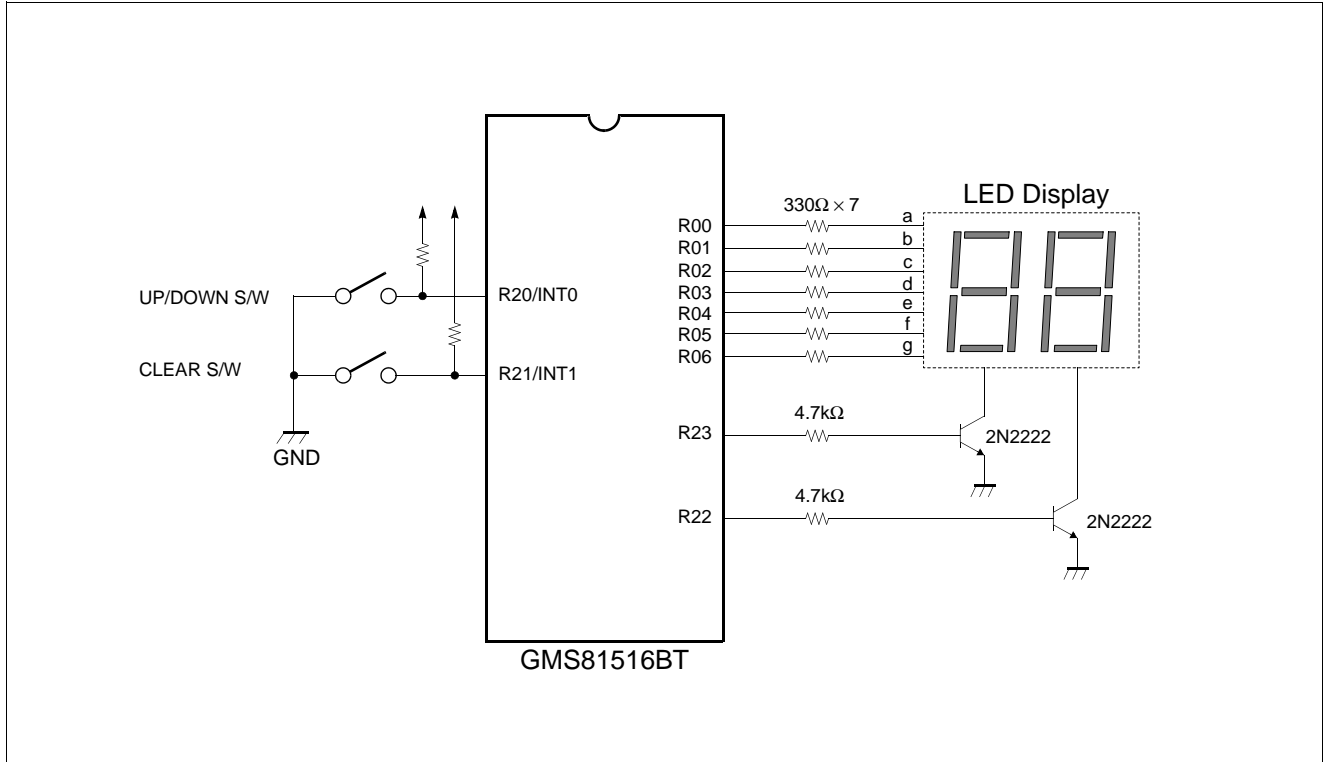 LED Display
330Ω × 7
R00
a
R01
b
R02
c
R03
d
R04
e
R05
f
R06
g
UP/DOWN S/W
R20/INT0
CLEAR S/W
R21/INT1
GND
4.7kΩ
R23
2N2222
4.7kΩ
R22
2N2222
GMS81516BT